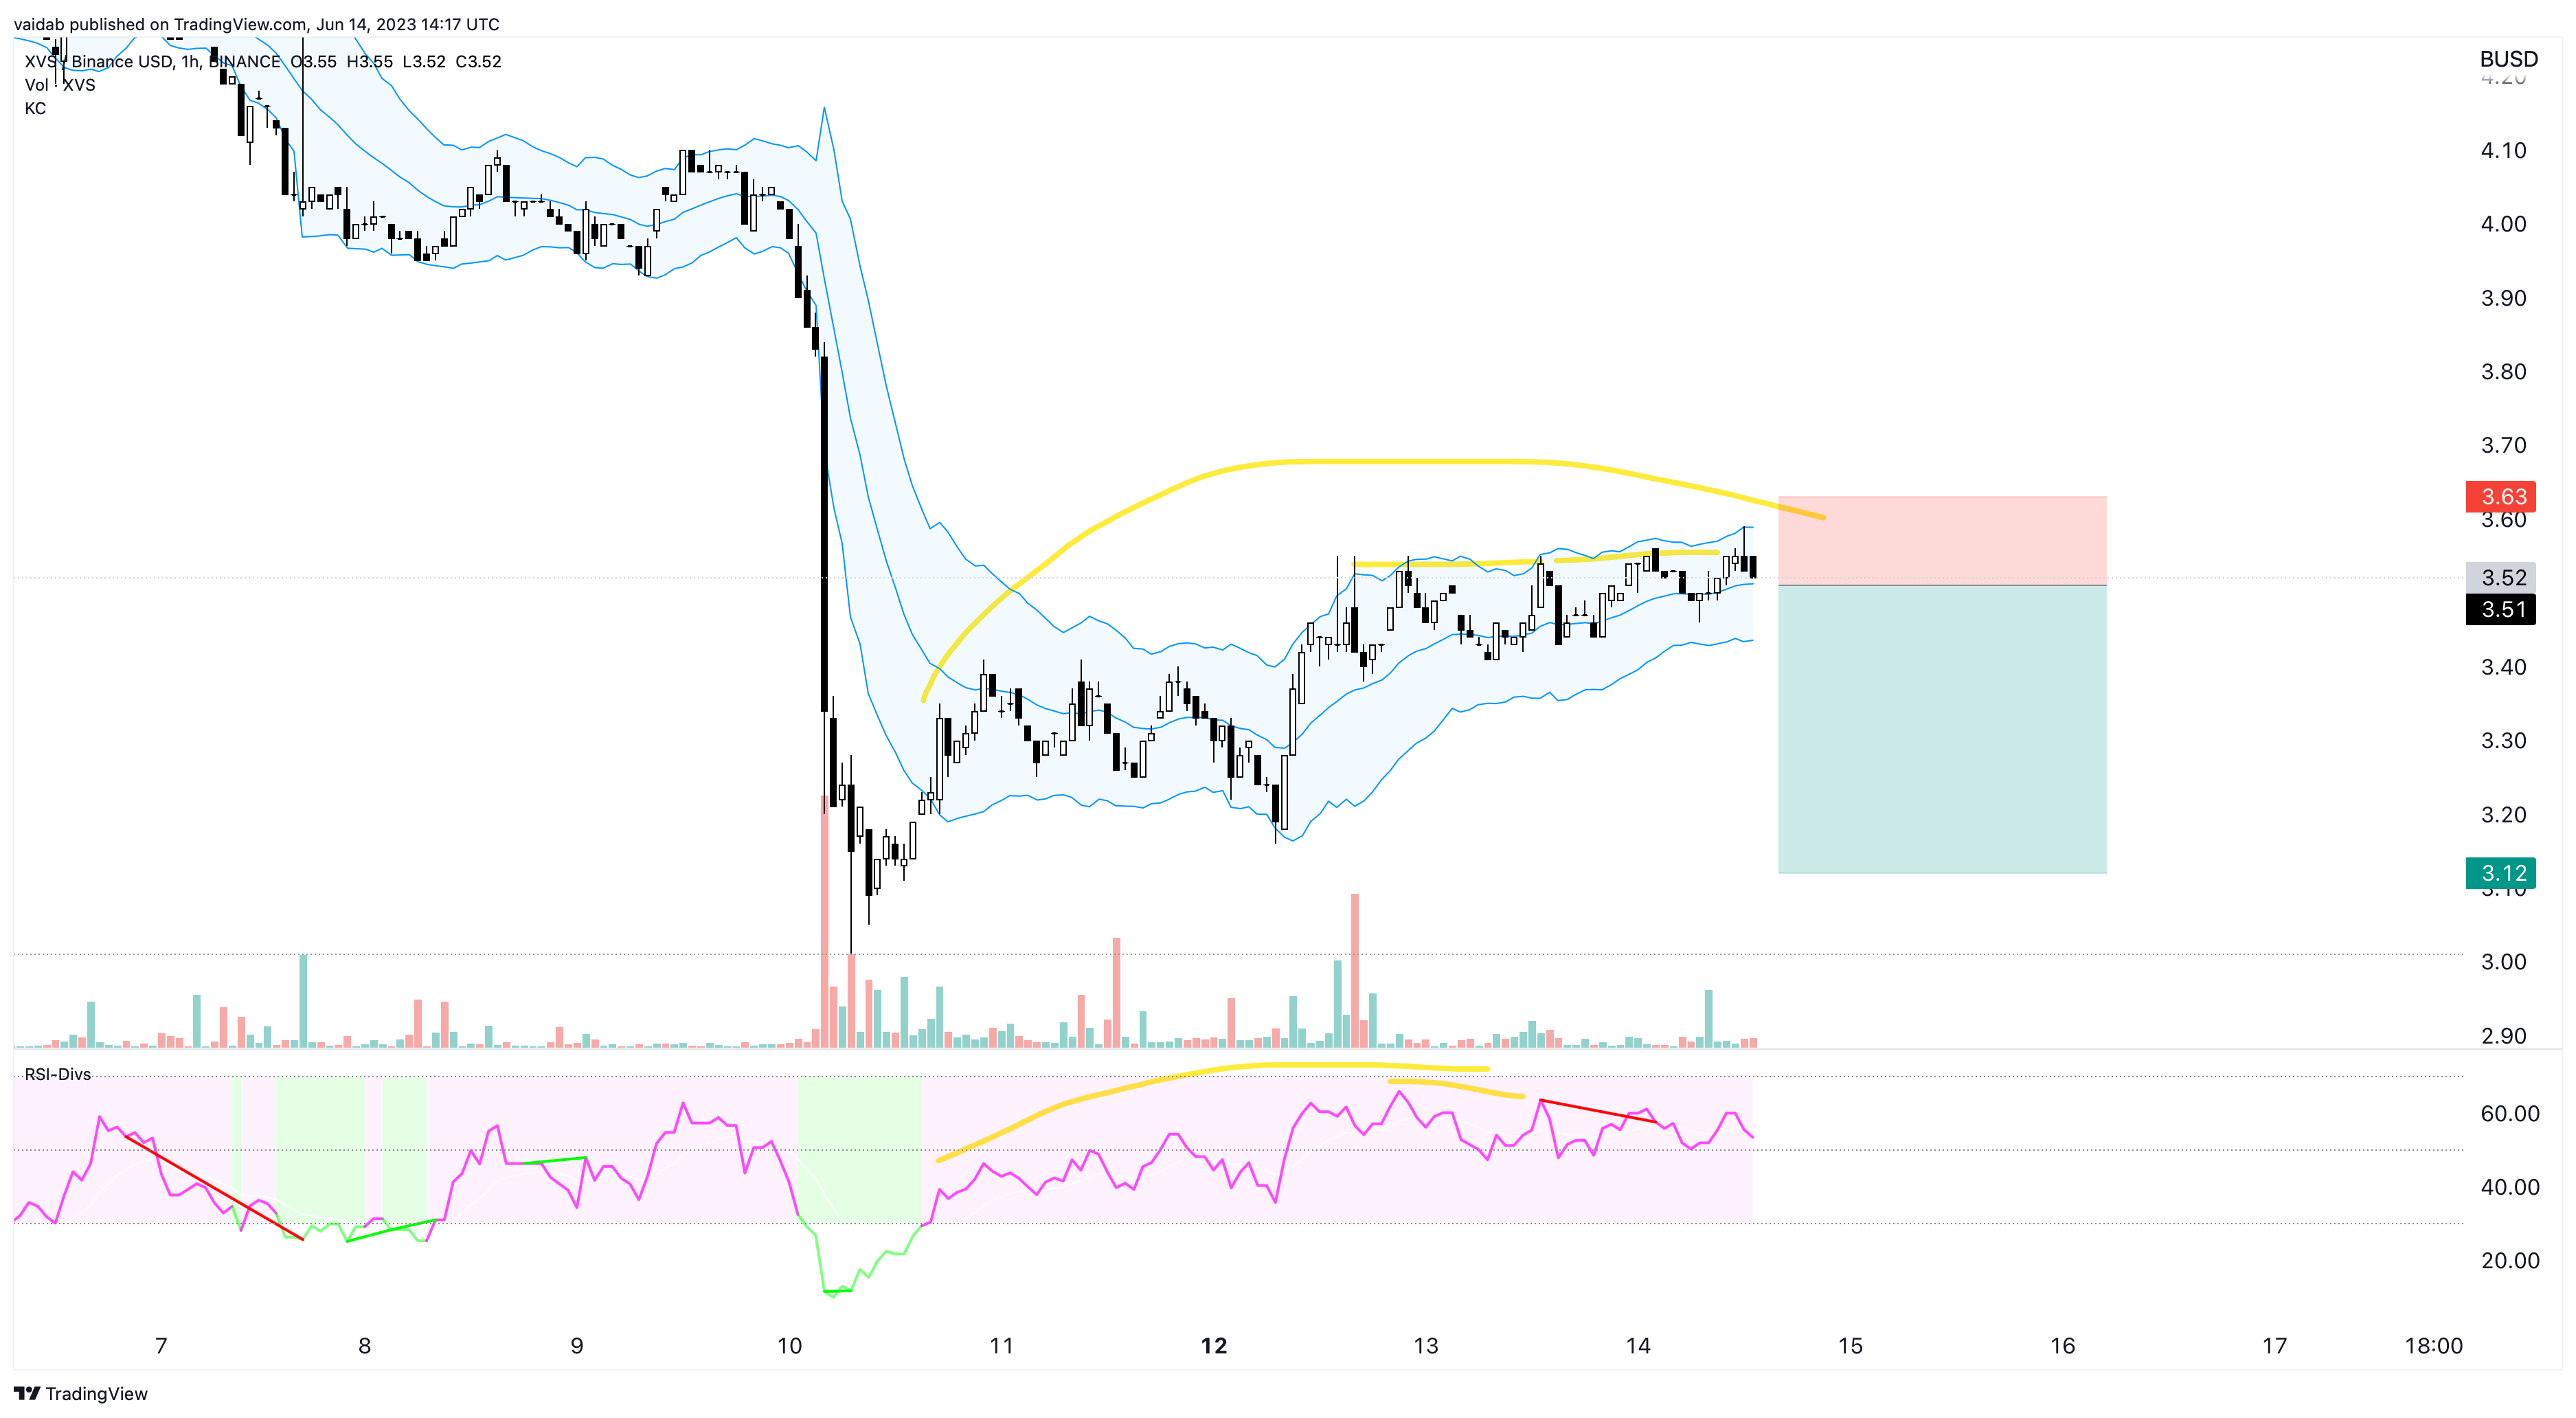 vaidab published on TradingView.com, Jun 14, 2023 14:17 UTC
XVS / Binance USD, 1h, BINANCE O3.55 H3.55 L3.52 C3.52
Vol · XVS
KC
BUSD
4.20
4.10
4.00
3.90
3.80
3.70
3.63
3.60
3.52
3.51
3.40
3.30
3.20
3.12
3.10
3.00
2.90
RSI-Divs
60.00
40.00
20.00
7 8 9 10 11 12 13 14 15 16 17 18:00
TradingView